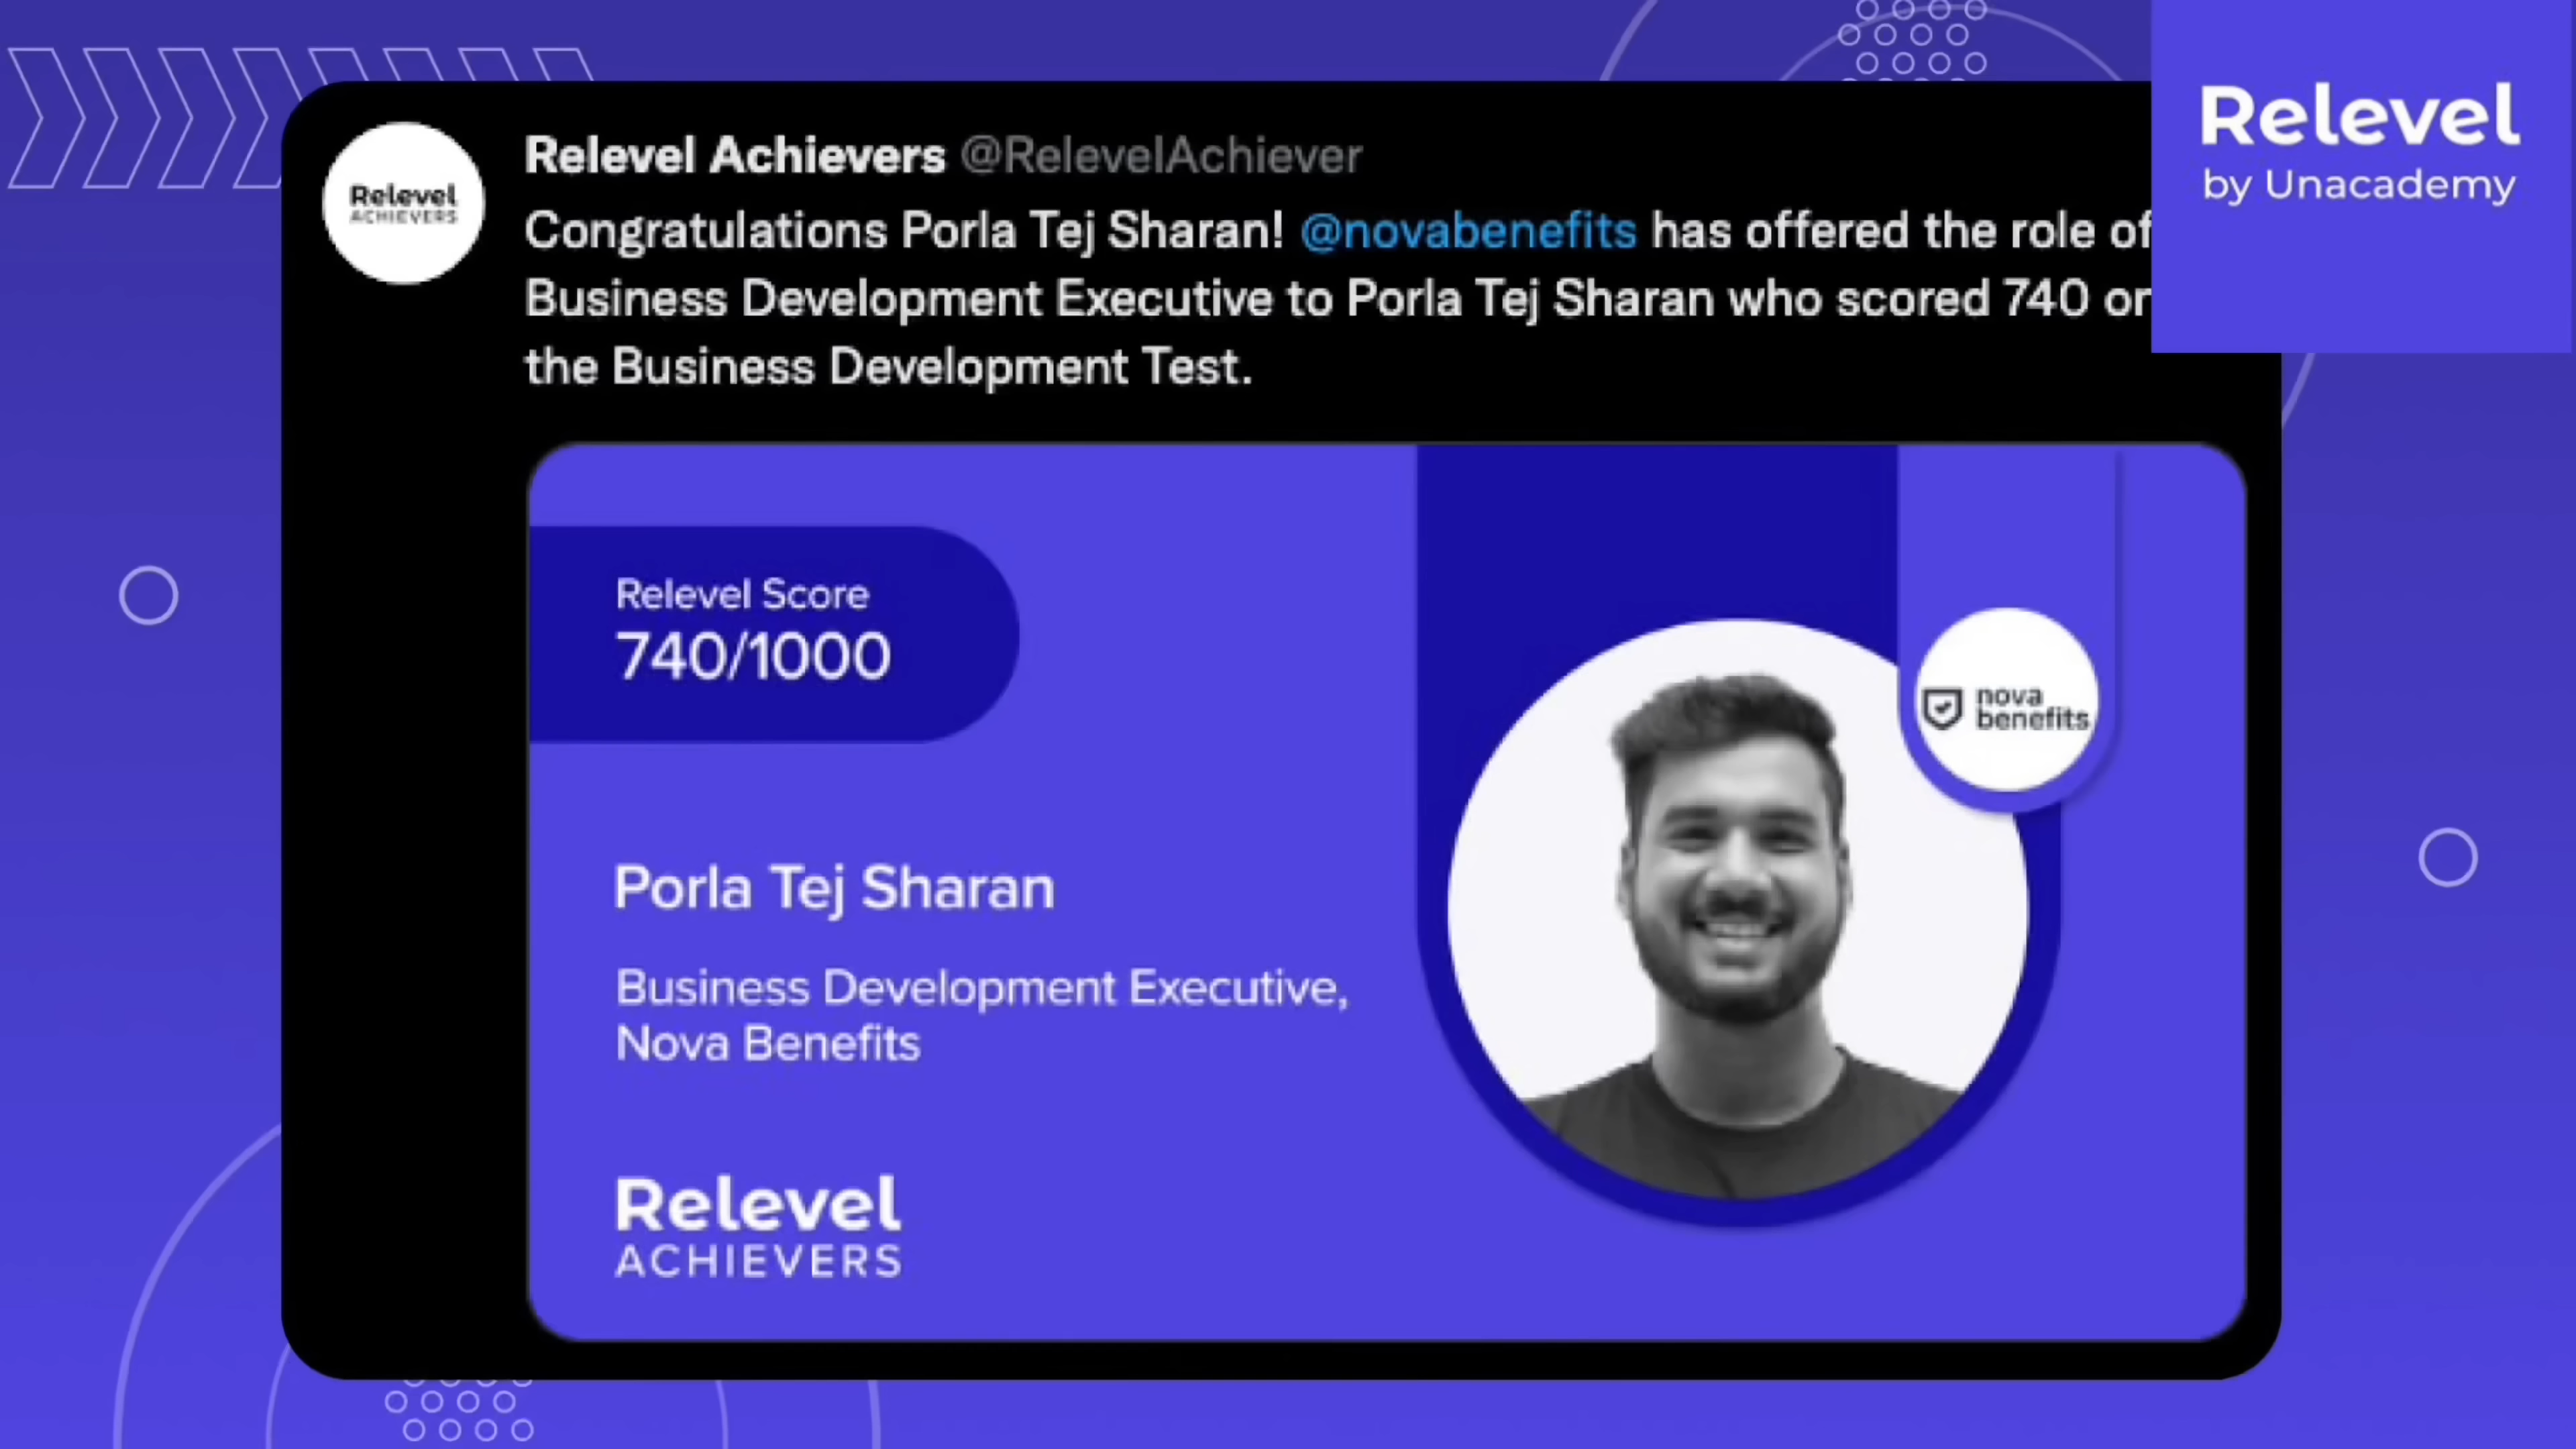 Relevel
by Unacademy
Relevel
ACHIEVERS
Relevel Achievers @RelevelAchiever
Congratulations Porla Tej Sharan! @novabenefits has offered the role of
Business Development Executive to Porla Tej Sharan who scored 740 on
the Business Development Test.
Relevel Score
740/1000
nova
benefits
Porla Tej Sharan
Business Development Executive,
Nova Benefits
Relevel
ACHIEVERS